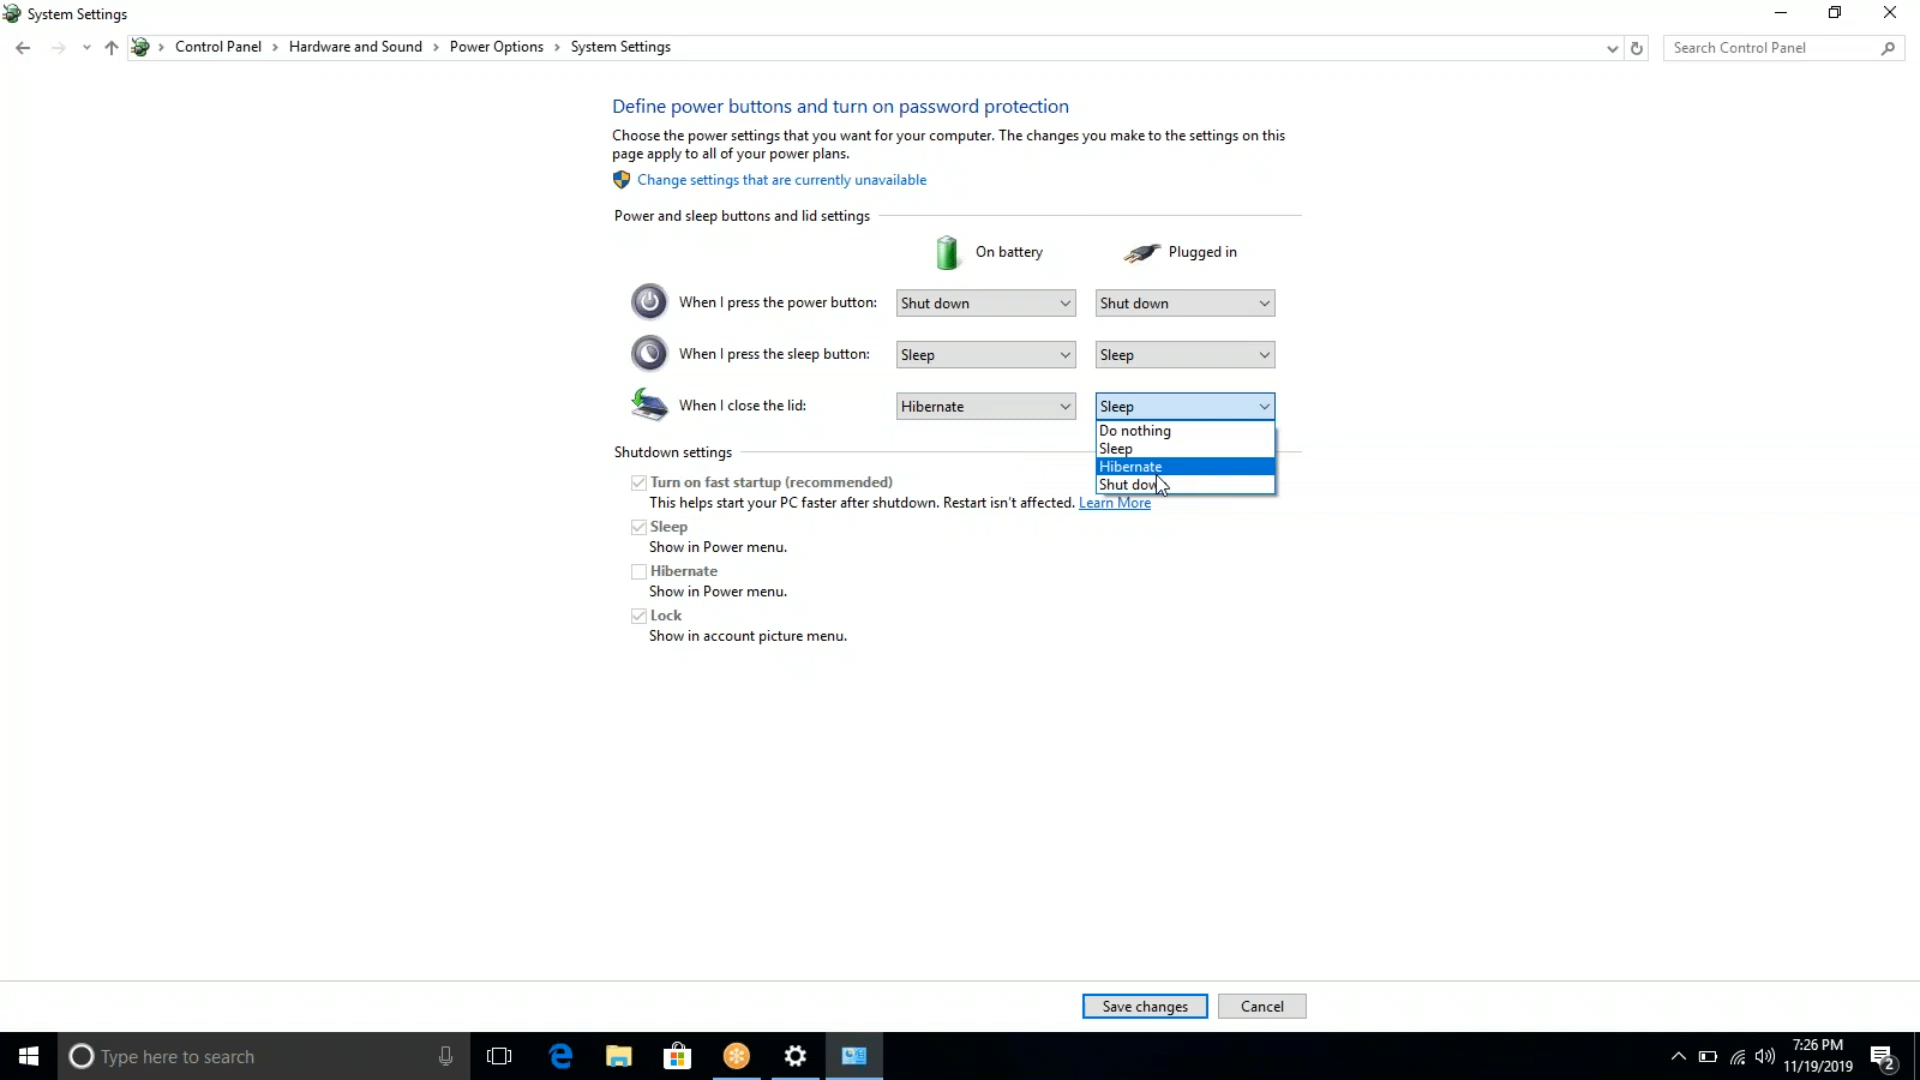 System Settings
Control Panel > Hardware and Sound > Power Options > System Settings
Search Control Panel
Define power buttons and turn on password protection
Choose the power settings that you want for your computer. The changes you make to the settings on this
page apply to all of your power plans.
Change settings that are currently unavailable
Power and sleep buttons and lid settings
On battery Plugged in
When I press the power button: Shut down Shut down
When I press the sleep button: Sleep Sleep
When I close the lid: Hibernate Sleep
Do nothing
Sleep
Hibernate
Shut down
Shutdown settings
Turn on fast startup (recommended)
This helps start your PC faster after shutdown. Restart isn't affected. Learn More
Sleep
Show in Power menu.
Hibernate
Show in Power menu.
Lock
Show in account picture menu.
Save changes Cancel
Type here to search
7:26 PM
11/19/2019
2